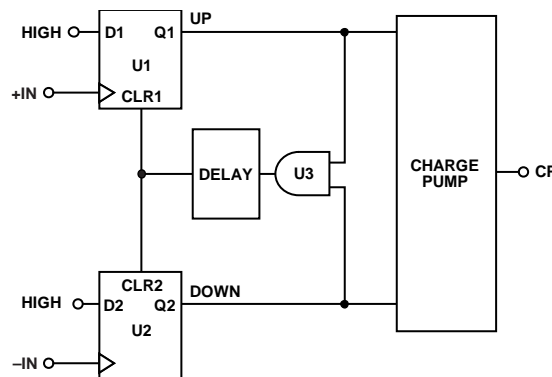 HIGH
D1
Q1
UP
U1
+IN
CLR1
DELAY
U3
CHARGE
PUMP
CP
CLR2
HIGH
D2
Q2
DOWN
U2
–IN